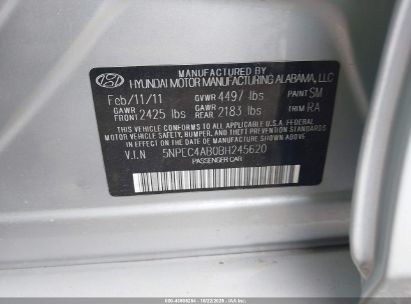 MFD. BY
HYUNDAI MOTOR MANUFACTURING ALABAMA, LLC
Feb/11/11 GVWR 4497 lbs PAINT SM
GAWR FRONT 2425 lbs GAWR REAR 2183 lbs TRIM RA
THIS VEHICLE CONFORMS TO ALL APPLICABLE U.S. FEDERAL
MOTOR VEHICLE SAFETY, BUMPER, AND THEFT PREVENTION
STANDARDS IN EFFECT ON THE DATE OF MANUFACTURE SHOWN ABOVE.
V.I.N 5NPEC4AB0BH245620
PASSENGER CAR